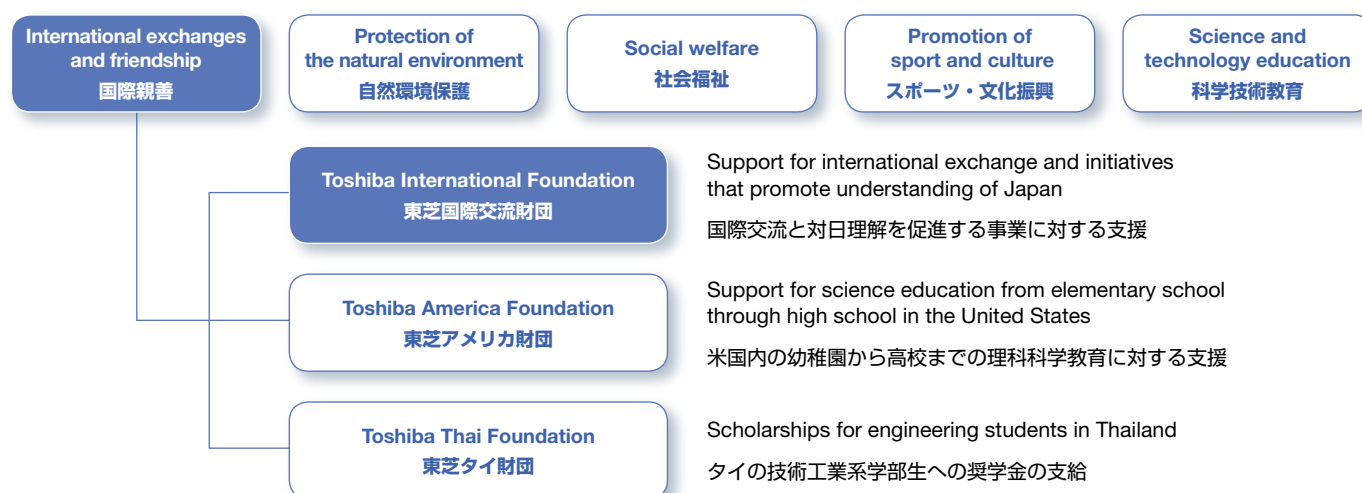 International exchanges
and friendship
国際親善
Protection of
the natural environment
自然環境保護
Social welfare
社会福祉
Promotion of
sport and culture
スポーツ・文化振興
Science and
technology education
科学技術教育
Toshiba International Foundation
東芝国際交流財団
Support for international exchange and initiatives
that promote understanding of Japan
国際交流と対日理解を促進する事業に対する支援
Toshiba America Foundation
東芝アメリカ財団
Support for science education from elementary school
through high school in the United States
米国内の幼稚園から高校までの理科科学教育に対する支援
Toshiba Thai Foundation
東芝タイ財団
Scholarships for engineering students in Thailand
タイの技術工業系学部生への奨学金の支給